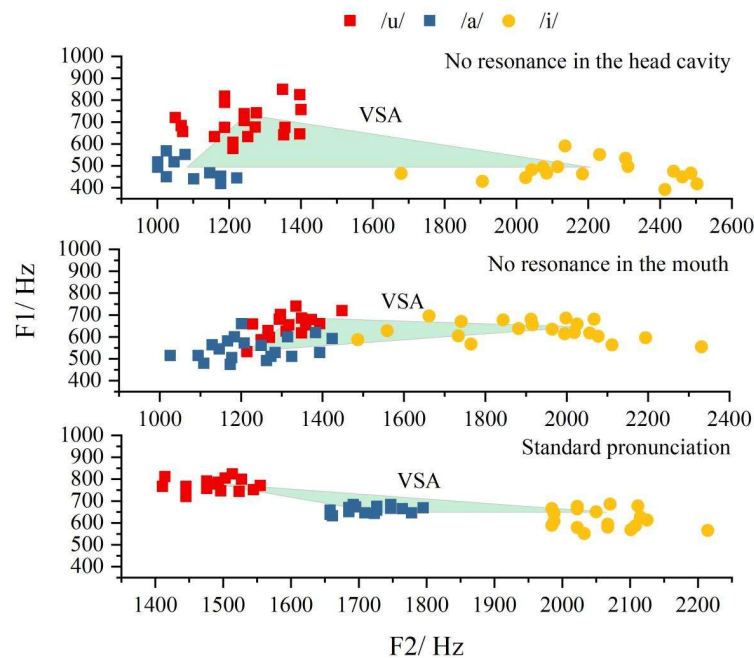 /u/ /a/ /i/
No resonance in the head cavity
VSA
1000
900
800
700
600
500
400
1000 1200 1400 1600 1800 2000 2200 2400 2600
No resonance in the mouth
VSA
1000
900
800
700
600
500
400
1000 1200 1400 1600 1800 2000 2200 2400
Standard pronunciation
VSA
1000
900
800
700
600
500
400
1400 1500 1600 1700 1800 1900 2000 2100 2200
F1/ Hz
F2/ Hz